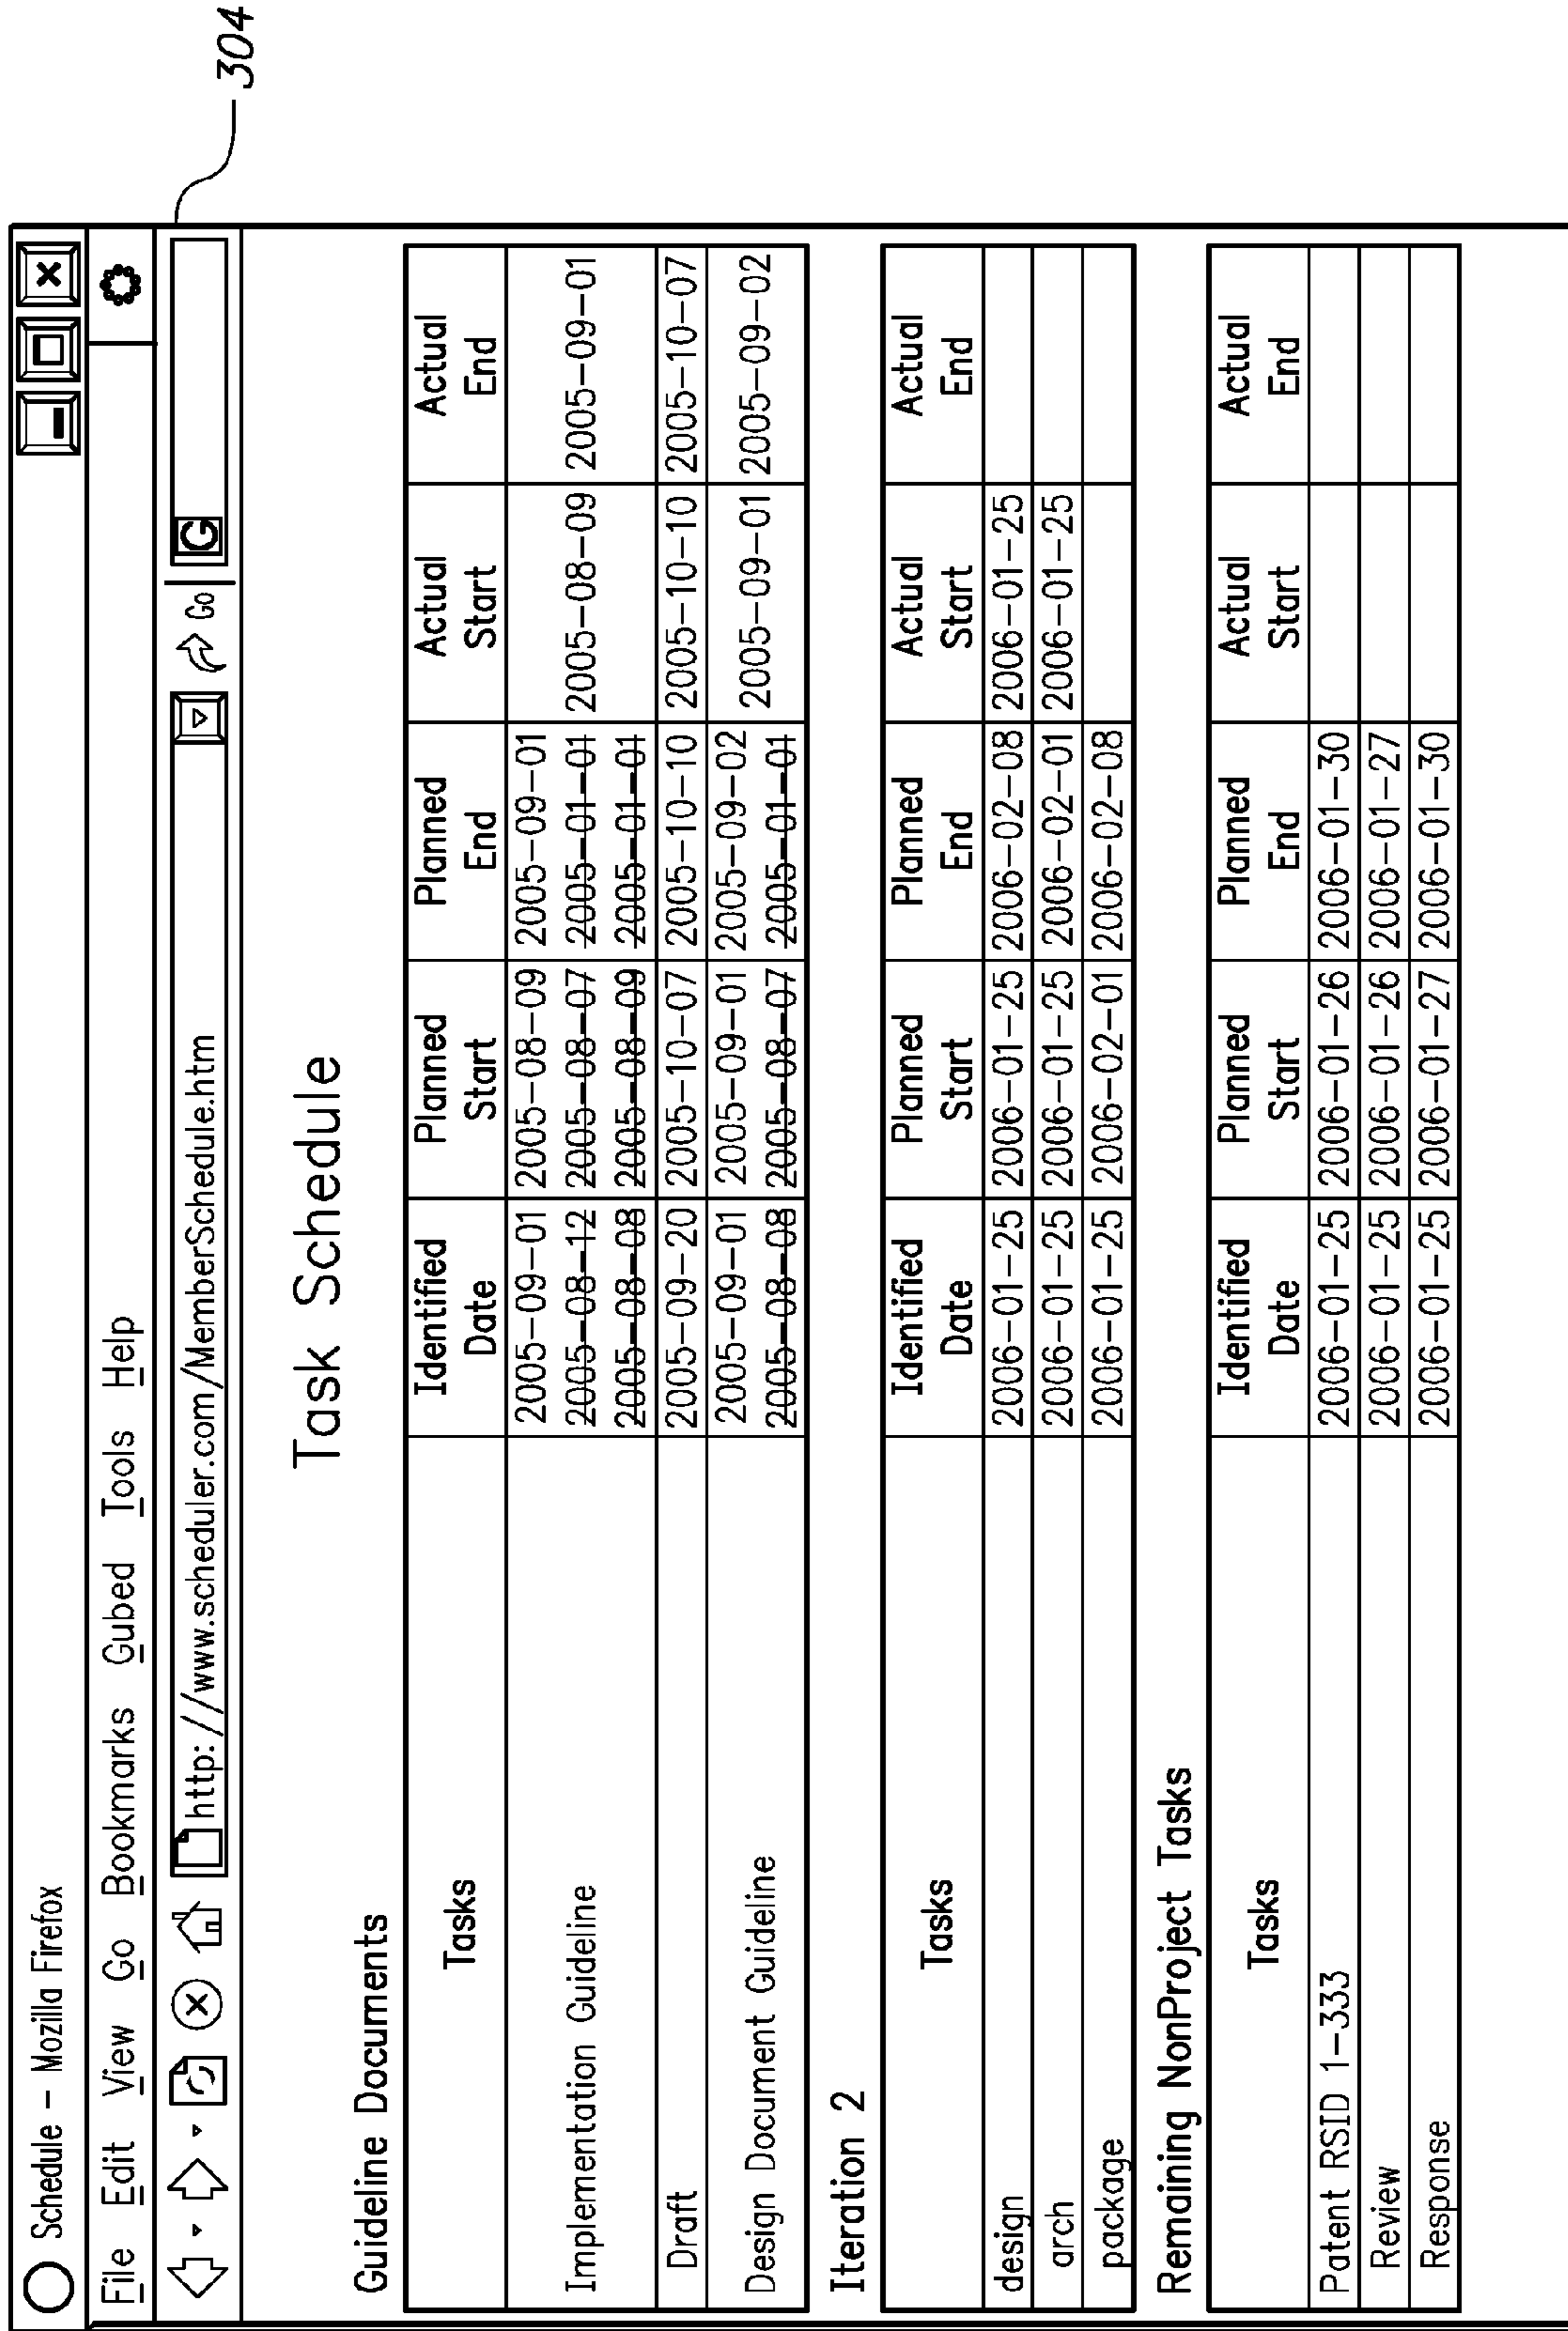 304
Schedule – Mozilla Firefox
File Edit View Go Bookmarks Gubed Tools Help
http: //www.scheduler.com/MemberSchedule.htm Go G
Task Schedule
Guideline Documents
Tasks Identified Date Planned Start Planned End Actual Start Actual End
Implementation Guideline 2005–09–01 2005–08–09 2005–09–01 2005–08–09 2005–09–01
2005–08–12 2005–08–07 2005–01–01
2005–08–08 2005–08–09 2005–01–01
Draft 2005–09–20 2005–10–07 2005–10–10 2005–10–10 2005–10–07
Design Document Guideline 2005–09–01 2005–09–01 2005–09–02 2005–09–01 2005–09–02
2005–08–08 2005–08–07 2005–01–01
Iteration 2
Tasks Identified Date Planned Start Planned End Actual Start Actual End
design 2006–01–25 2006–01–25 2006–02–08 2006–01–25
arch 2006–01–25 2006–01–25 2006–02–01 2006–01–25
package 2006–01–25 2006–02–01 2006–02–08
Remaining NonProject Tasks
Tasks Identified Date Planned Start Planned End Actual Start Actual End
Patent RSID 1–333 2006–01–25 2006–01–26 2006–01–30
Review 2006–01–25 2006–01–26 2006–01–27
Response 2006–01–25 2006–01–27 2006–01–30